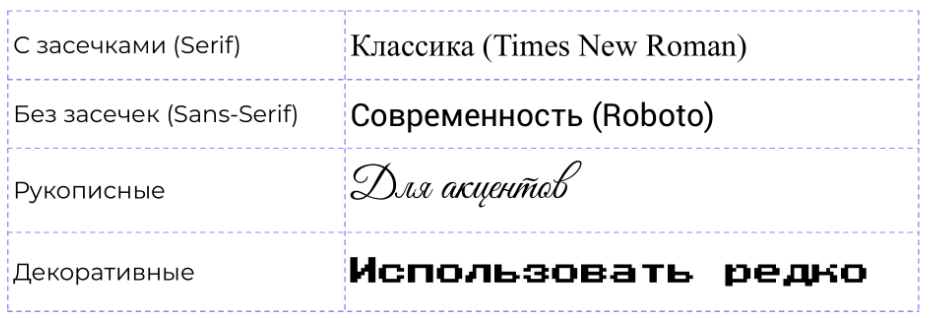 С засечками (Serif)
Классика (Times New Roman)
Без засечек (Sans-Serif)
Современность (Roboto)
Рукописные
Для акцентов
Декоративные
Использовать редко